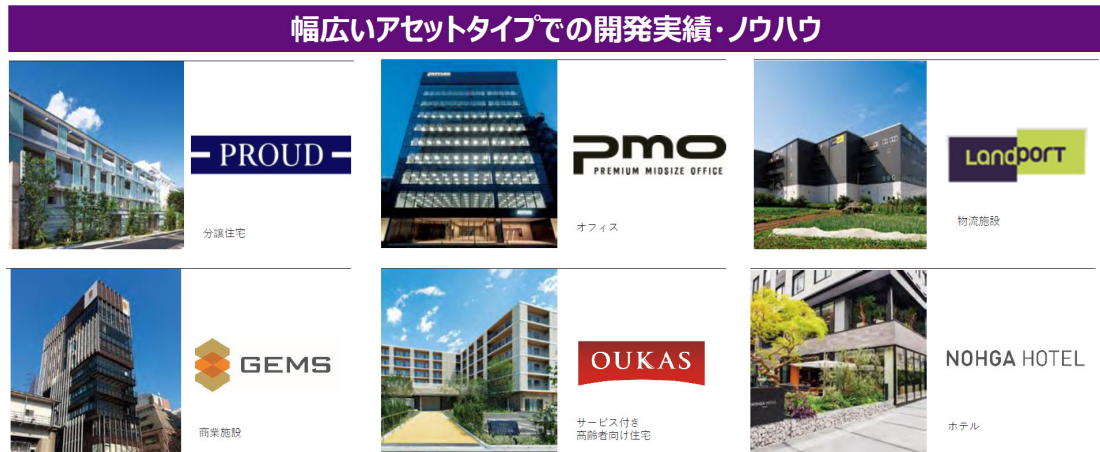 幅広いアセットタイプでの開発実績・ノウハウ
PROUD
分譲住宅
PMO
PREMIUM MIDSIZE OFFICE
オフィス
Landport
物流施設
GEMS
商業施設
OUKAS
サービス付き
高齢者向け住宅
NOHGA HOTEL
ホテル